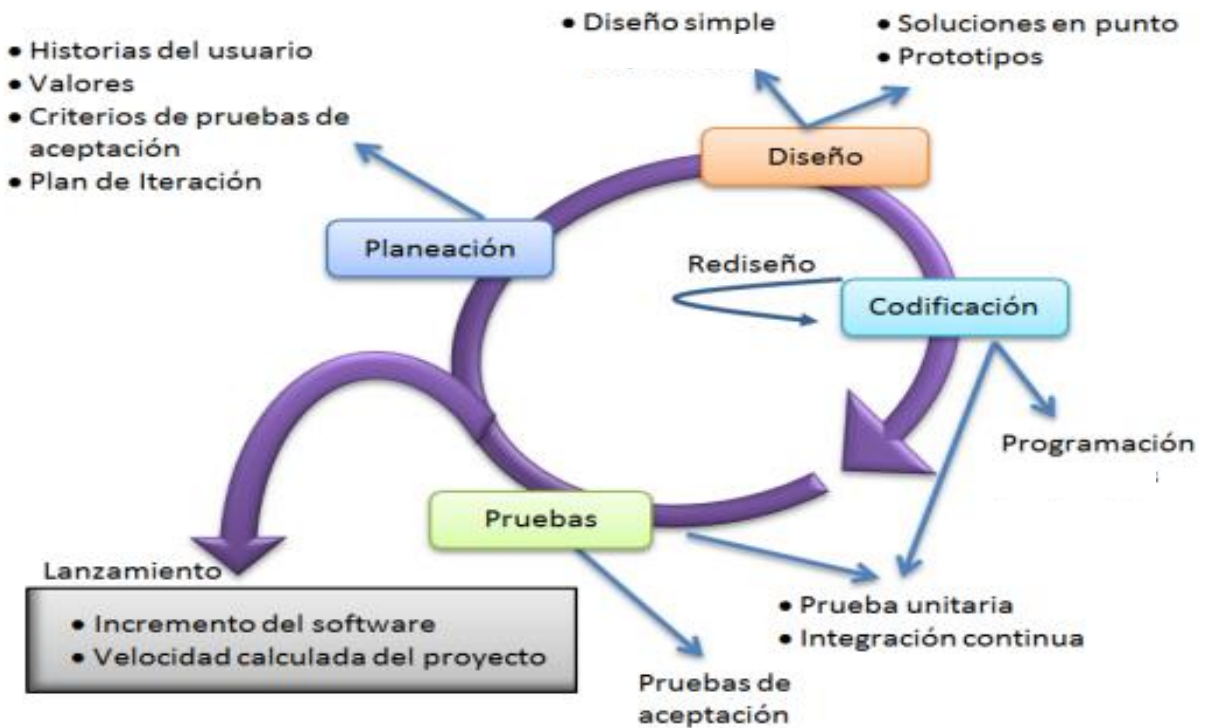 • Historias del usuario
• Valores
• Criterios de pruebas de
aceptación
• Plan de Iteración
• Diseño simple
• Soluciones en punto
• Prototipos
Diseño
Planeación
Rediseño
Codificación
Programación
Pruebas
Lanzamiento
• Incremento del software
• Velocidad calculada del proyecto
• Prueba unitaria
• Integración continua
Pruebas de
aceptación